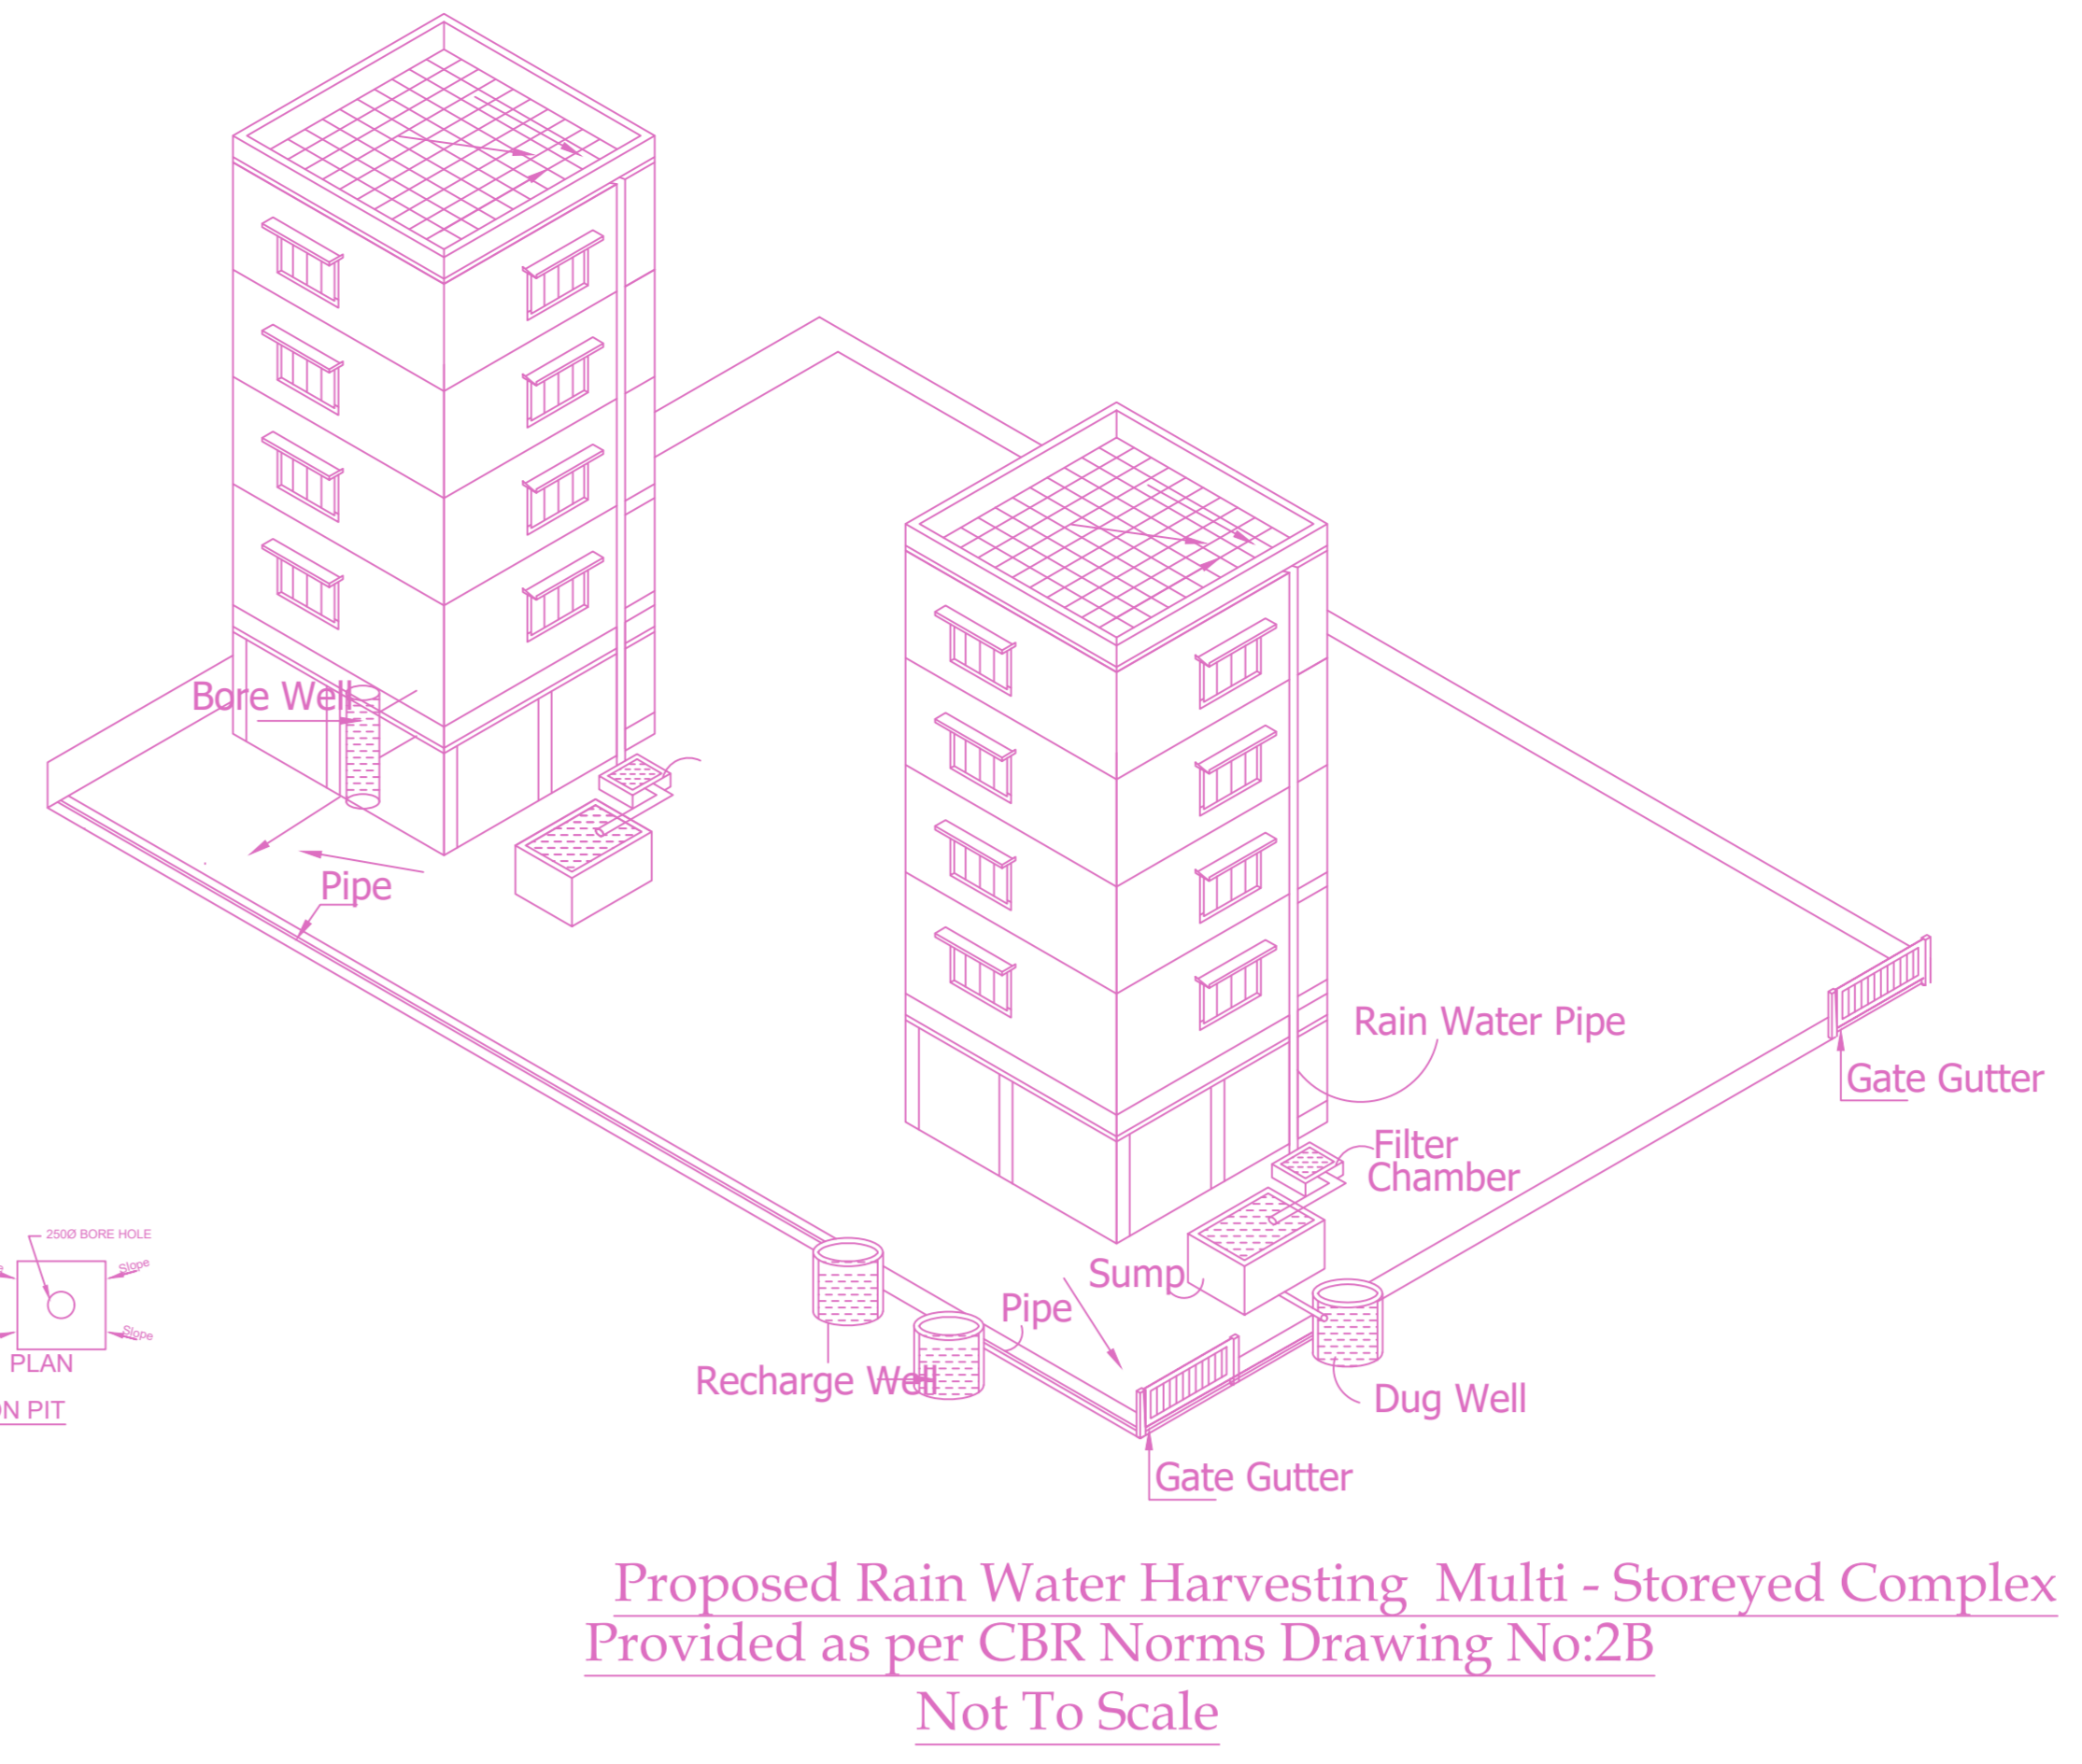 Bore Well
Pipe
Rain Water Pipe
Gate Gutter
Filter
Chamber
Sump
Pipe
Recharge Well
Dug Well
Gate Gutter
250Ø BORE HOLE
Slope
Slope
PLAN
PIT
Proposed Rain Water Harvesting Multi - Storeyed Complex
Provided as per CBR Norms Drawing No:2B
Not To Scale